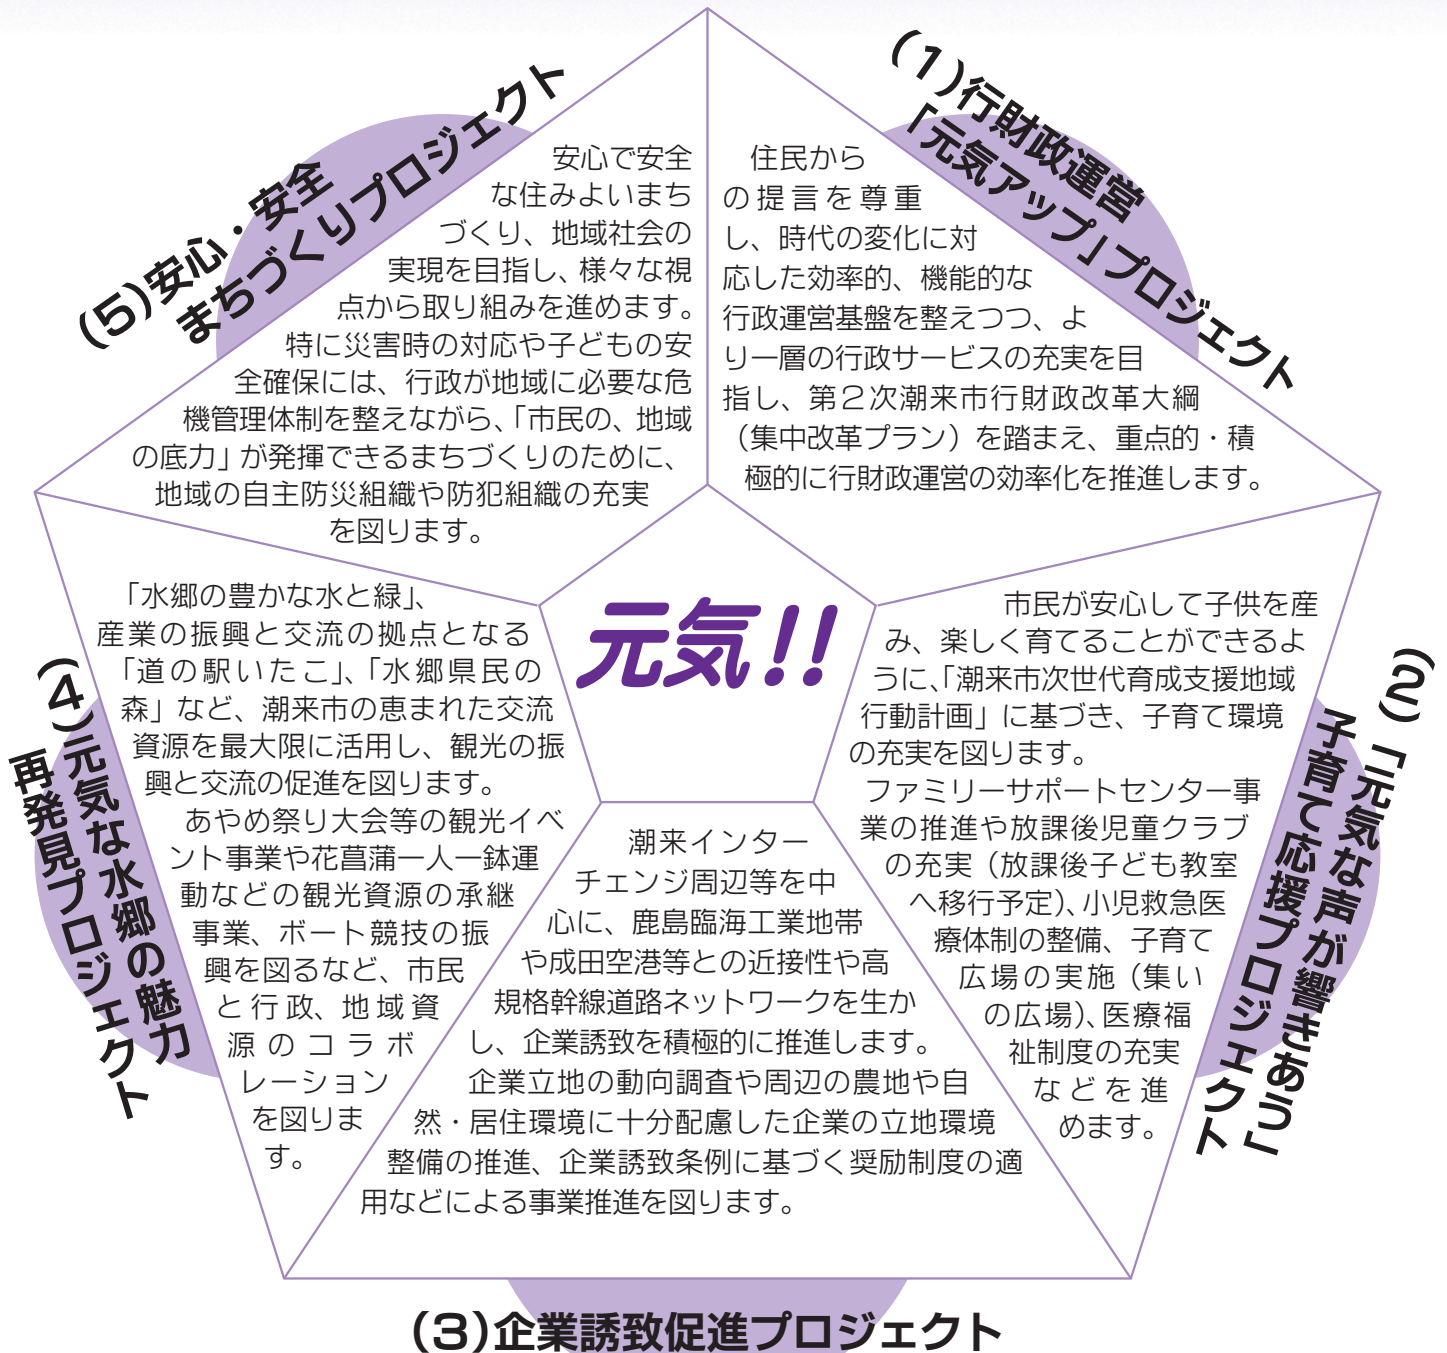 (1)行財政運営
「元気アップ」プロジェクト
住民から
の提言を尊重
し、時代の変化に対
応した効率的、機能的な
行政運営基盤を整えつつ、よ
り一層の行政サービスの充実を目
指し、第２次潮来市行財政改革大綱
（集中改革プラン）を踏まえ、重点的・積
極的に行財政運営の効率化を推進します。
(2)「元気な声が響きあう」
子育て応援プロジェクト
市民が安心して子供を産
み、楽しく育てることができるよ
うに、「潮来市次世代育成支援地域
行動計画」に基づき、子育て環境
の充実を図ります。
ファミリーサポートセンター事
業の推進や放課後児童クラブ
の充実（放課後子ども教室
へ移行予定）、小児救急医
療体制の整備、子育て
広場の実施（集い
の広場）、医療福
祉制度の充実
などを進
めます。
(3)企業誘致促進プロジェクト
潮来インター
チェンジ周辺等を中
心に、鹿島臨海工業地帯
や成田空港等との近接性や高
規格幹線道路ネットワークを生か
し、企業誘致を積極的に推進します。
企業立地の動向調査や周辺の農地や自
然・居住環境に十分配慮した企業の立地環境
整備の推進、企業誘致条例に基づく奨励制度の適
用などによる事業推進を図ります。
(4)元気な水郷の魅力
再発見プロジェクト
「水郷の豊かな水と緑」、
産業の振興と交流の拠点となる
「道の駅いたこ」、「水郷県民の
森」など、潮来市の恵まれた交流
資源を最大限に活用し、観光の振
興と交流の促進を図ります。
あやめ祭り大会等の観光イベ
ント事業や花菖蒲一人一鉢運
動などの観光資源の承継
事業、ボート競技の振
興を図るなど、市民
と行政、地域資
源のコラボ
レーション
を図りま
す。
(5)安心・安全
まちづくりプロジェクト
安心で安全
な住みよいまち
づくり、地域社会の
実現を目指し、様々な視
点から取り組みを進めます。
特に災害時の対応や子どもの安
全確保には、行政が地域に必要な危
機管理体制を整えながら、「市民の、地域
の底力」が発揮できるまちづくりのために、
地域の自主防災組織や防犯組織の充実
を図ります。
元気!!